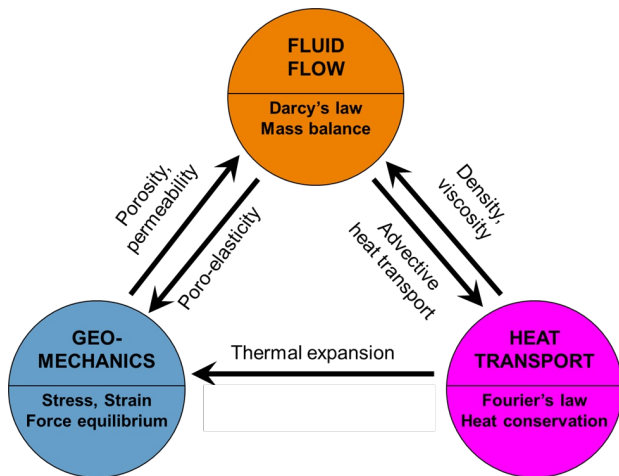 FLUID
FLOW
Darcy's law
Mass balance
Porosity,
permeability
Poro-elasticity
Density,
viscosity
Advective
heat transport
GEO-
MECHANICS
Stress, Strain
Force equilibrium
Thermal expansion
HEAT
TRANSPORT
Fourier's law
Heat conservation